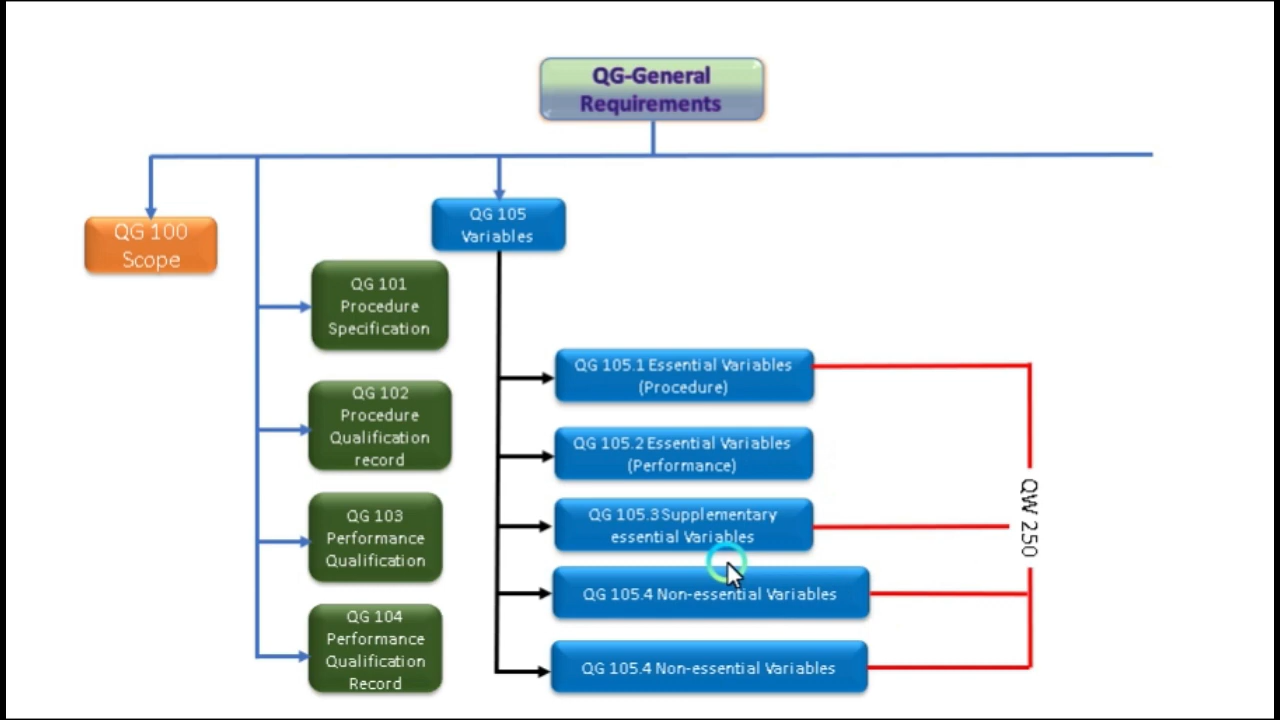 QG-General
Requirements
QG 100
Scope
QG 105
Variables
QG 101
Procedure
Specification
QG 102
Procedure
Qualification
record
QG 103
Performance
Qualification
QG 104
Performance
Qualification
Record
QG 105.1 Essential Variables
(Procedure)
QG 105.2 Essential Variables
(Performance)
QG 105.3 Supplementary
essential Variables
QG 105.4 Non-essential Variables
QG 105.4 Non-essential Variables
QW 250